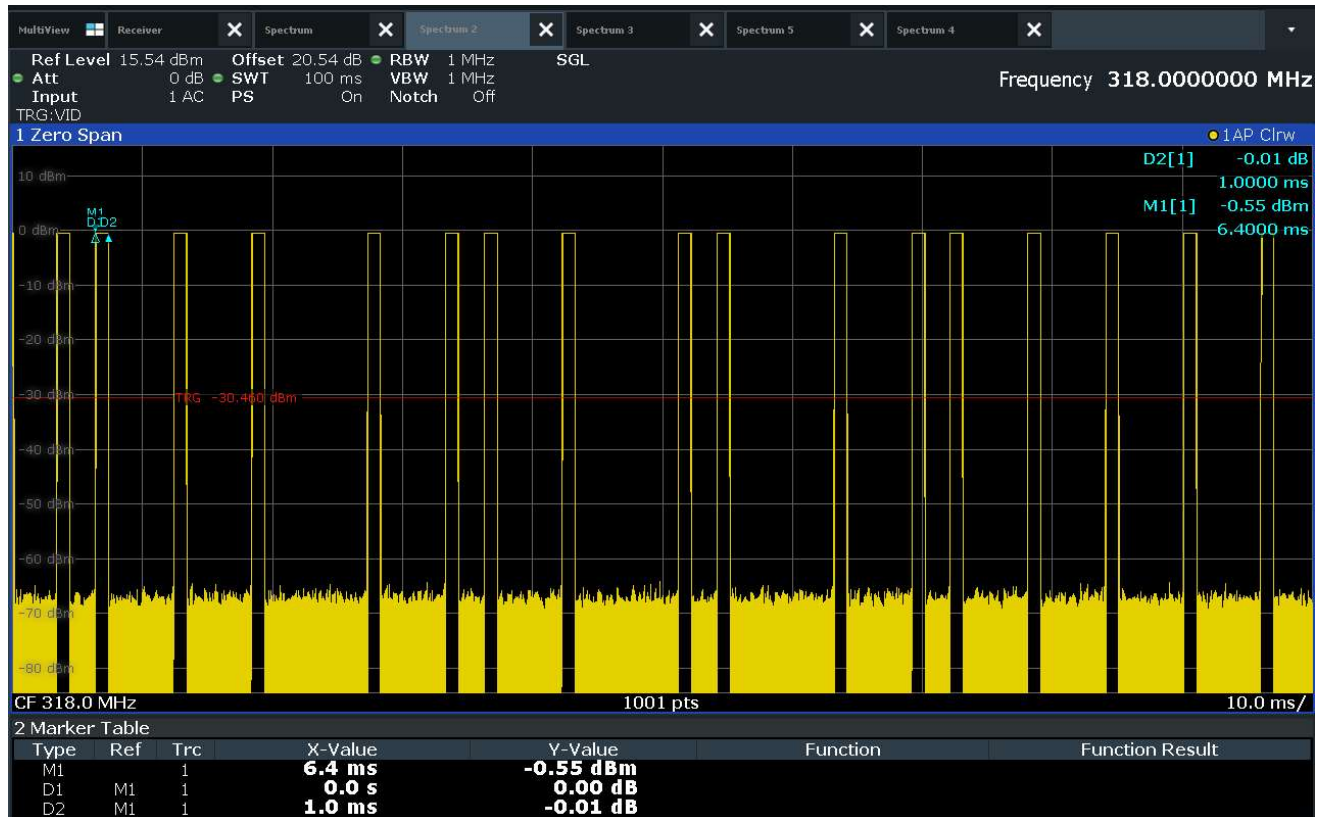 MultiView Receiver Spectrum Spectrum 2 Spectrum 3 Spectrum 5 Spectrum 4
Ref Level 15.54 dBm Offset 20.54 dB RBW 1 MHz SGL
Att 0 dB SWT 100 ms VBW 1 MHz
Frequency 318.0000000 MHz
Input 1 AC PS On Notch Off
TRG:VID
1 Zero Span 1AP Clrw
D2[1] -0.01 dB
10 dBm
1.0000 ms
M1[1] -0.55 dBm
M1
D1 D2
0 dBm
6.4000 ms
-10 dBm
-20 dBm
-30 dBm
TRG -30.460 dBm
-40 dBm
-50 dBm
-60 dBm
-70 dBm
-80 dBm
CF 318.0 MHz 1001 pts 10.0 ms/
2 Marker Table
Type Ref Trc X-Value Y-Value Function Function Result
M1 1 6.4 ms -0.55 dBm
D1 M1 1 0.0 s 0.00 dB
D2 M1 1 1.0 ms -0.01 dB